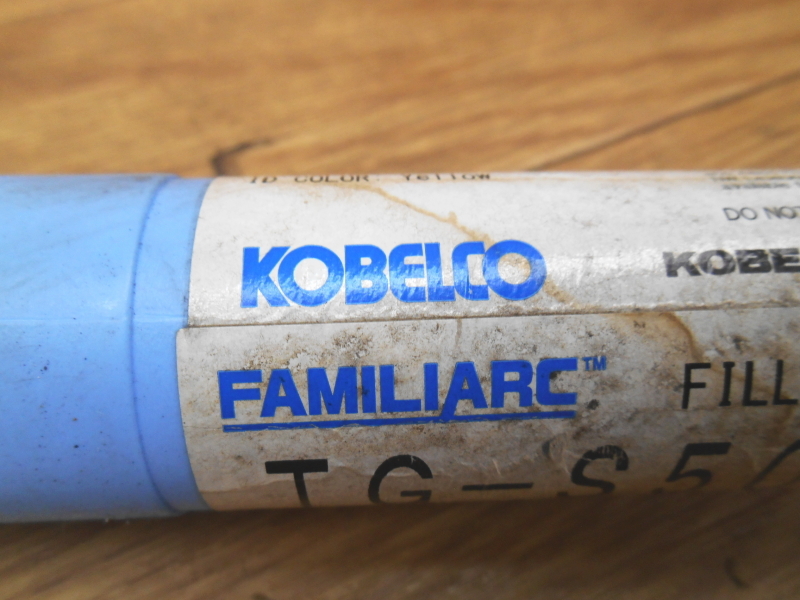 ID COLOR: Yellow
DO NOT
KOBELCO KOBE
FAMILIARC™ FILL
TG-S5